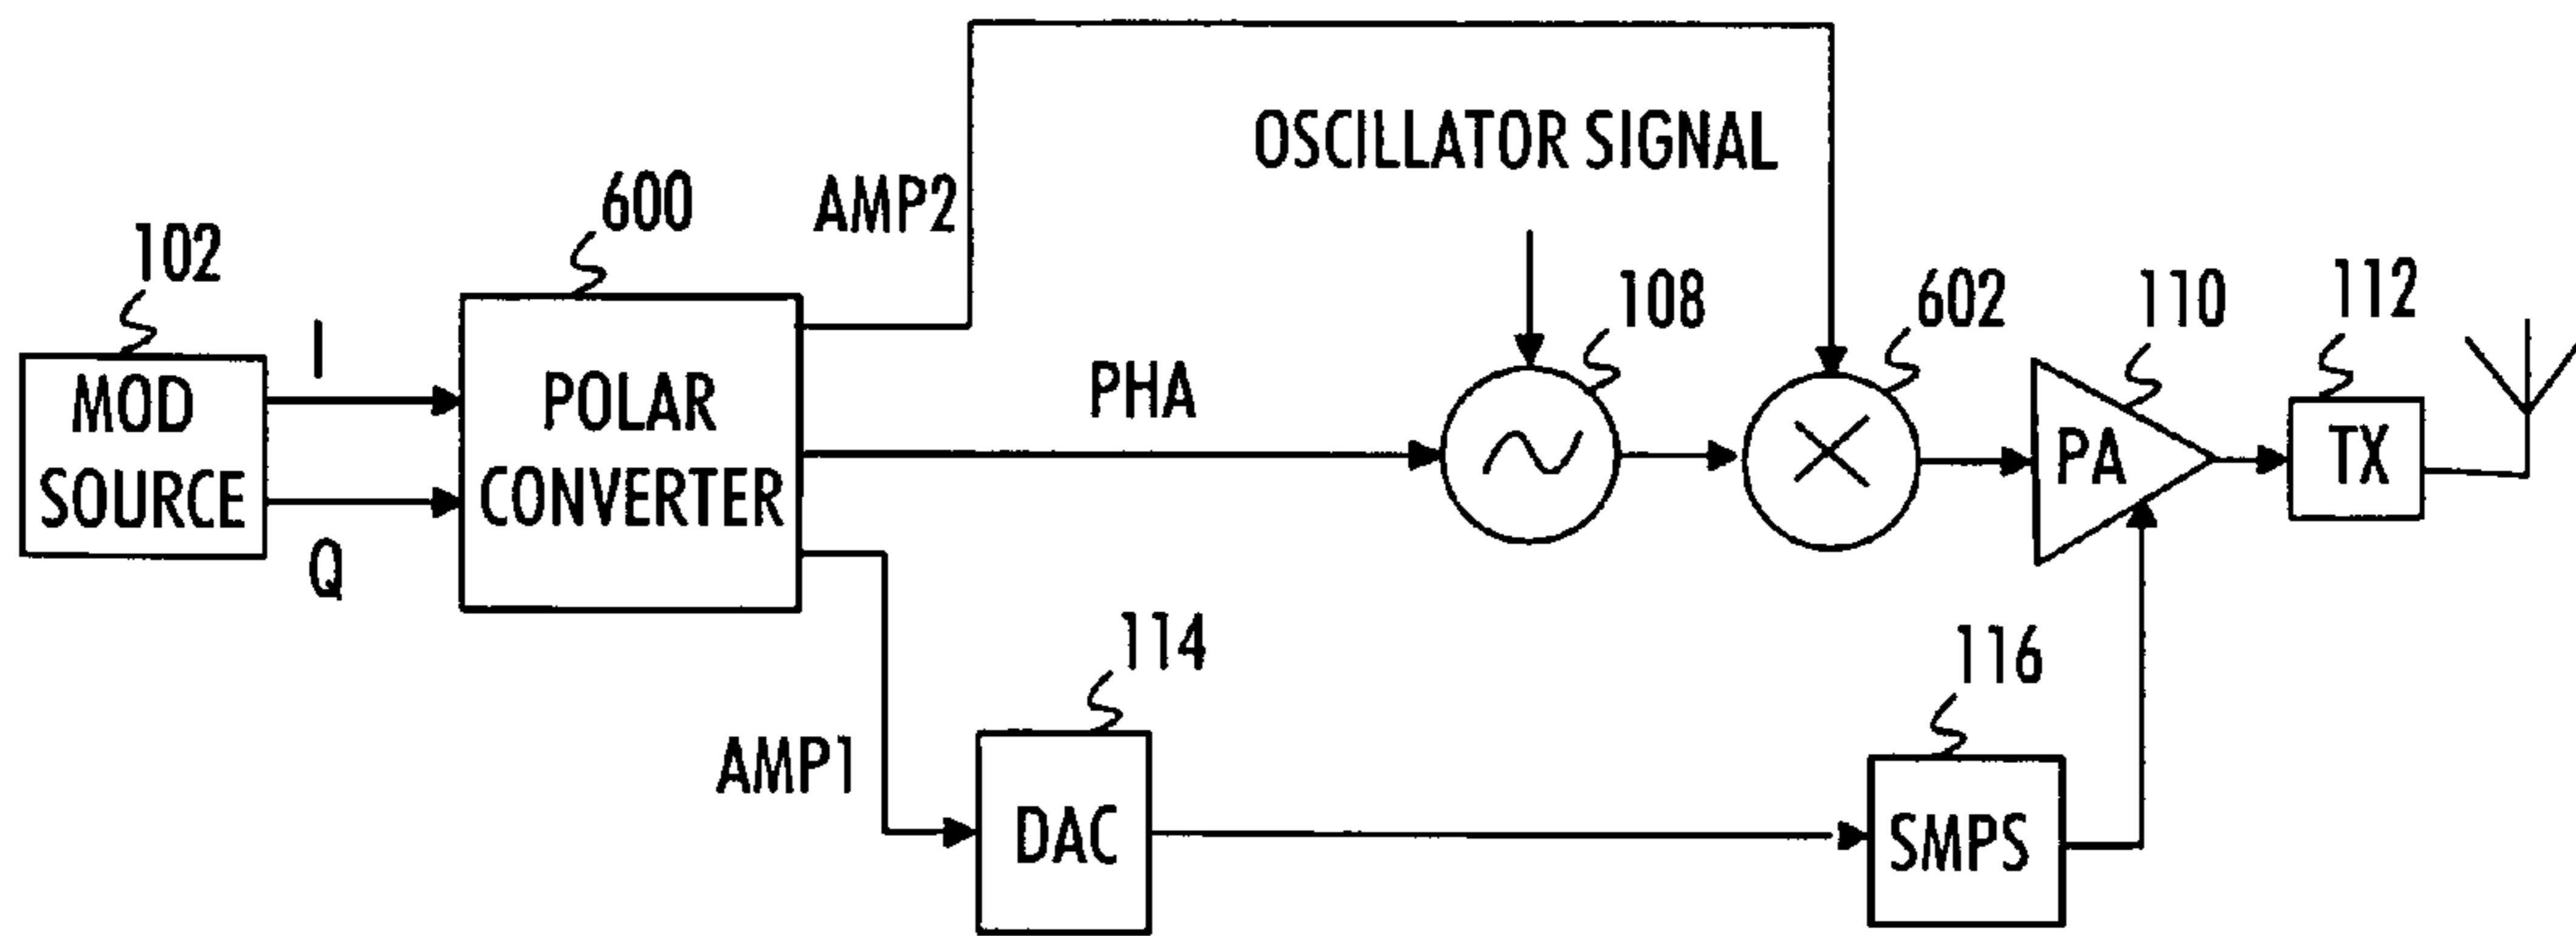 OSCILLATOR SIGNAL
600
AMP2
102
I
MOD
SOURCE
Q
POLAR
CONVERTER
PHA
108
602
110
112
PA
TX
114
AMP1
DAC
116
SMPS